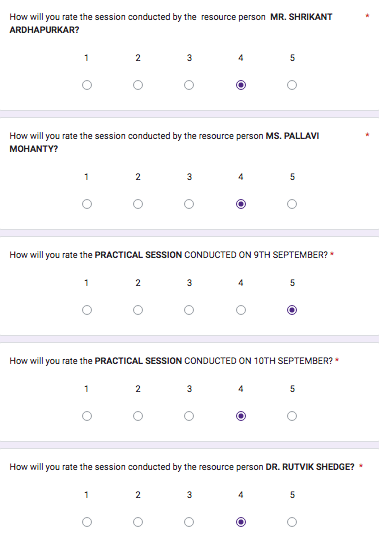 How will you rate the session conducted by the resource person MR. SHRIKANT *
ARDHAPURKAR?
1 2 3 4 5
How will you rate the session conducted by the resource person MS. PALLAVI *
MOHANTY?
1 2 3 4 5
How will you rate the PRACTICAL SESSION CONDUCTED ON 9TH SEPTEMBER? *
1 2 3 4 5
How will you rate the PRACTICAL SESSION CONDUCTED ON 10TH SEPTEMBER? *
1 2 3 4 5
How will you rate the session conducted by the resource person DR. RUTVIK SHEDGE? *
1 2 3 4 5